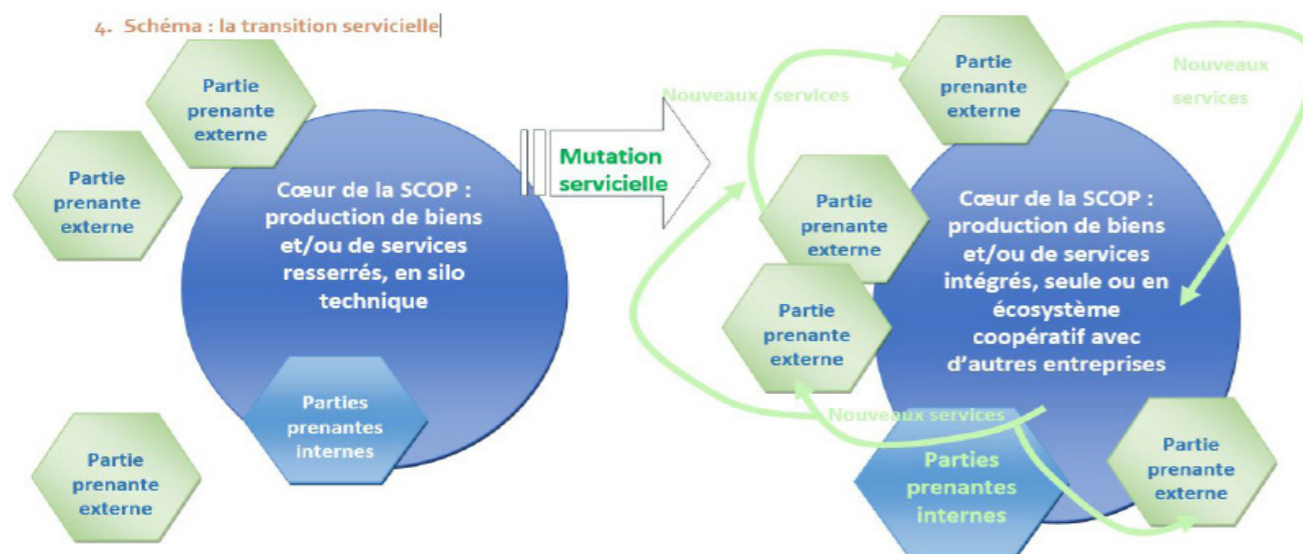 4. Schéma : la transition servicielle
Partie
prenante
externe
Partie
prenante
externe
Cœur de la SCOP :
production de biens
et/ou de services
resserrés, en silo
technique
Parties
prenantes
internes
Partie
prenante
externe
Mutation
servicielle
Nouveaux services
Partie
prenante
externe
Nouveaux
services
Partie
prenante
externe
Partie
prenante
externe
Cœur de la SCOP :
production de biens
et/ou de services
intégrés, seule ou en
écosystème
coopératif avec
d'autres entreprises
Nouveaux services
Parties
prenantes
internes
Partie
prenante
externe